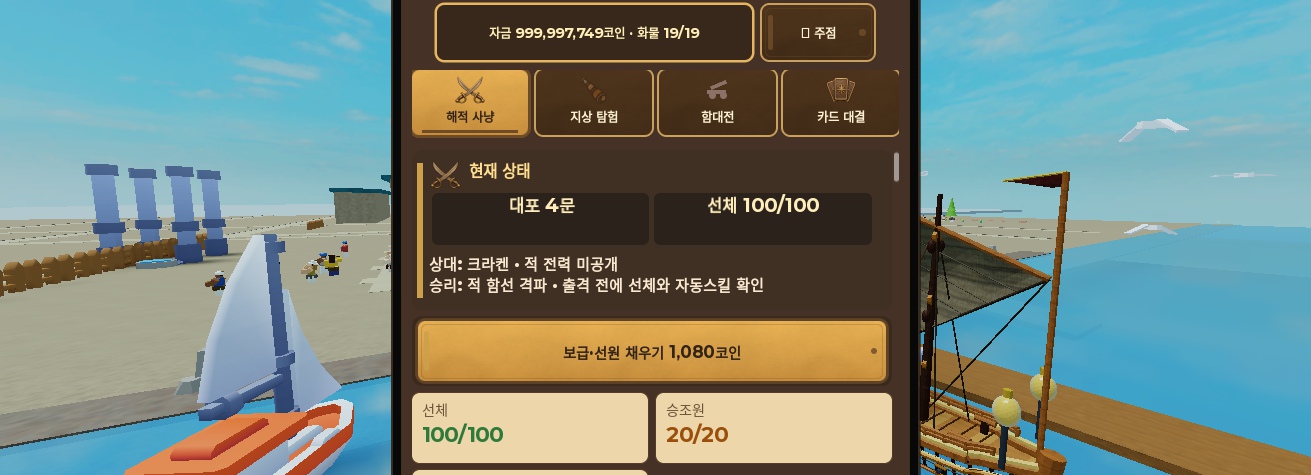 자금 999,997,749코인 • 화물 19/19
주점
해적 사냥
지상 탐험
함대전
카드 대결
현재 상태
대포 4문
선체 100/100
상대: 크라켄 • 적 전력 미공개
승리: 적 함선 격파 • 출격 전에 선체와 자동스킬 확인
보급•선원 채우기 1,080코인
선체
승조원
100/100
20/20